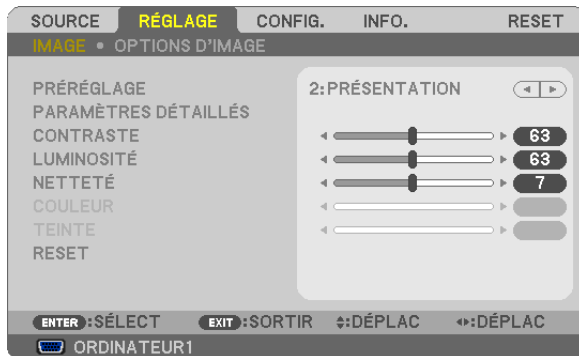 SOURCE RÉGLAGE CONFIG. INFO. RESET
IMAGE • OPTIONS D'IMAGE
PRÉRÉGLAGE 2:PRÉSENTATION
PARAMÈTRES DÉTAILLÉS
CONTRASTE 63
LUMINOSITÉ 63
NETTETÉ 7
COULEUR
TEINTE
RESET
ENTER:SÉLECT EXIT:SORTIR :DÉPLAC :DÉPLAC
ORDINATEUR1